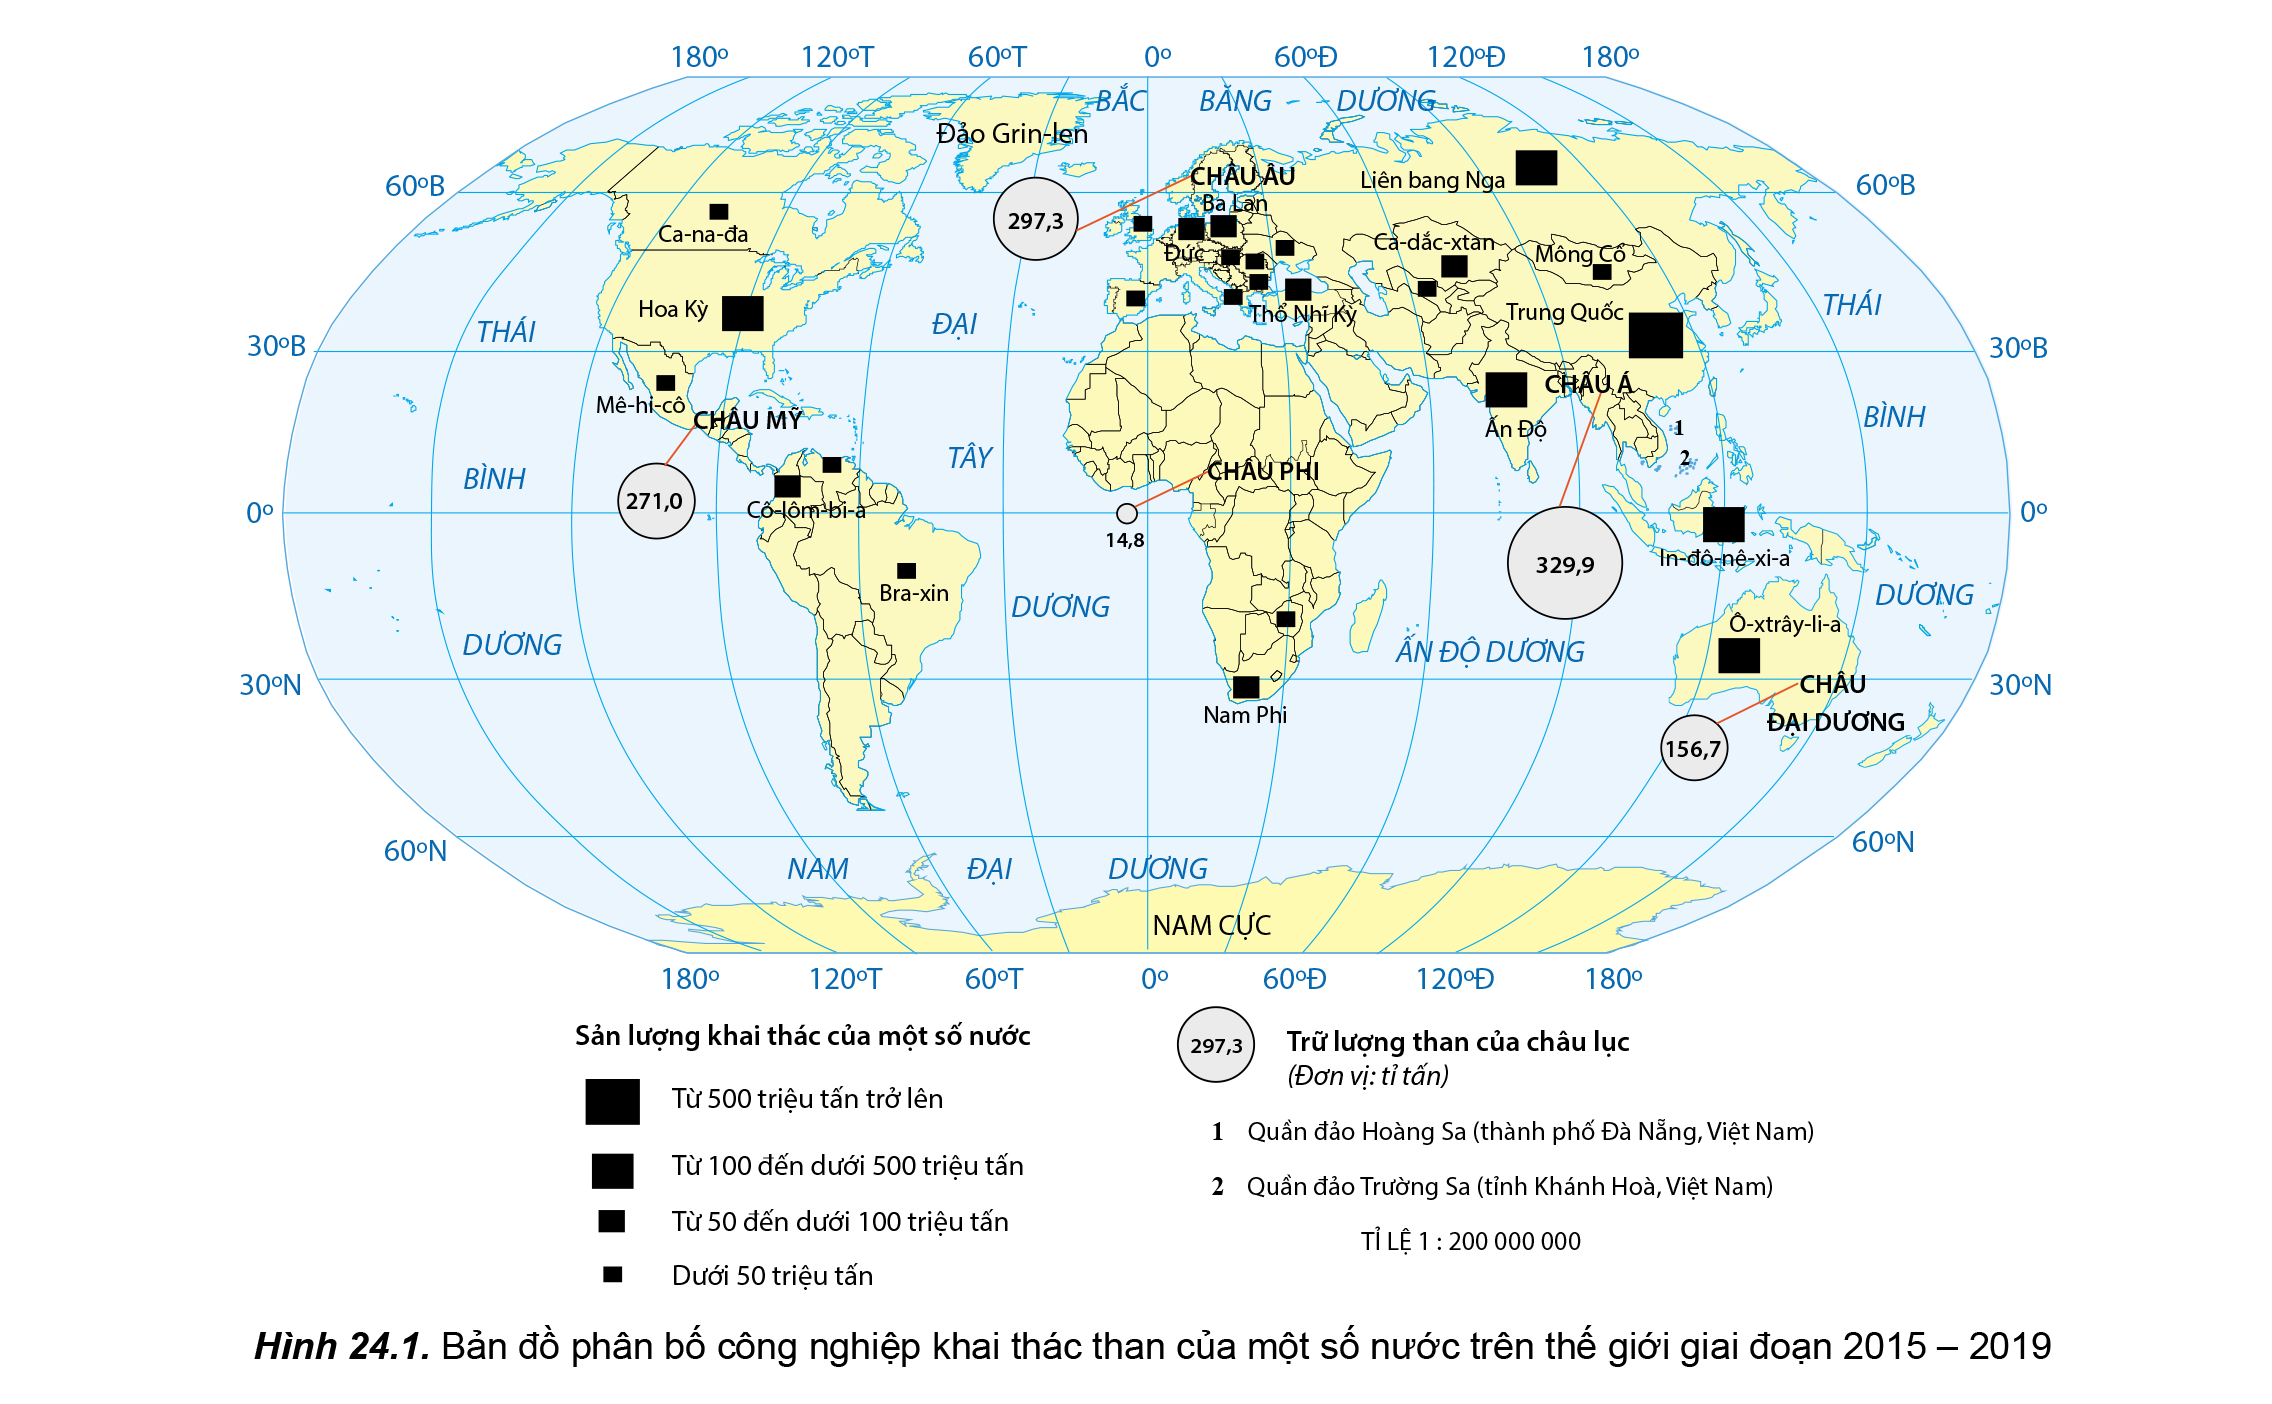 180º 120ºT 60ºT 0º 60ºĐ 120ºĐ 180º
BẮC BĂNG DƯƠNG
Đảo Grin-len
60ºB
CHÂU ÂU
Liên bang Nga
60ºB
297,3
Ba Lan
Ca-na-đa
Đức
Ca-dắc-xtan
Mông Cổ
Hoa Kỳ
Thổ Nhĩ Kỳ
Trung Quốc
THÁI
ĐẠI
THÁI
30ºB
30ºB
Mê-hi-cô
CHÂU Á
CHÂU MỸ
Ấn Độ
1
BÌNH
TÂY
2
BÌNH
CHÂU PHI
271,0
Cô-lôm-bi-a
0º
0º
14,8
329,9
In-đô-nê-xi-a
Bra-xin
DƯƠNG
DƯƠNG
Ô-xtrây-li-a
DƯƠNG
ẤN ĐỘ DƯƠNG
30ºN
CHÂU
30ºN
Nam Phi
ĐẠI DƯƠNG
156,7
60ºN
60ºN
NAM ĐẠI DƯƠNG
NAM CỰC
180º 120ºT 60ºT 0º 60ºĐ 120ºĐ 180º
Sản lượng khai thác của một số nước
Từ 500 triệu tấn trở lên
Từ 100 đến dưới 500 triệu tấn
Từ 50 đến dưới 100 triệu tấn
Dưới 50 triệu tấn
297,3
Trữ lượng than của châu lục
(Đơn vị: tỉ tấn)
1 Quần đảo Hoàng Sa (thành phố Đà Nẵng, Việt Nam)
2 Quần đảo Trường Sa (tỉnh Khánh Hoà, Việt Nam)
TỈ LỆ 1 : 200 000 000
Hình 24.1. Bản đồ phân bố công nghiệp khai thác than của một số nước trên thế giới giai đoạn 2015 – 2019